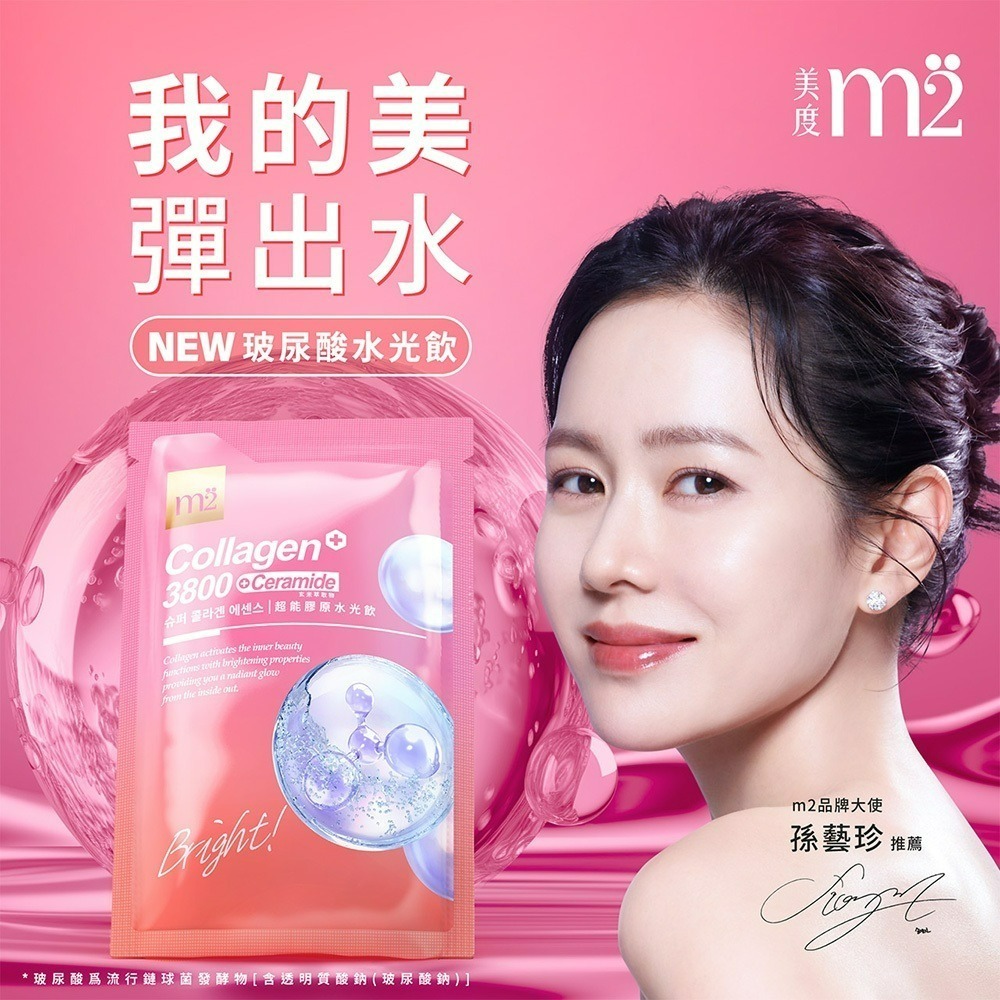 我的美
彈出水
NEW 玻尿酸水光飲
美度 m2
m2
Collagen+
3800 +Ceramide
슈퍼 콜라겐 에센스 | 超能膠原水光飲
Collagen activates the inner beauty
functions with brightening properties
providing you a radiant glow
from the inside out.
Bright!
m2品牌大使
孫藝珍 推薦
*玻尿酸爲流行鏈球菌發酵物[含透明質酸鈉(玻尿酸鈉)]